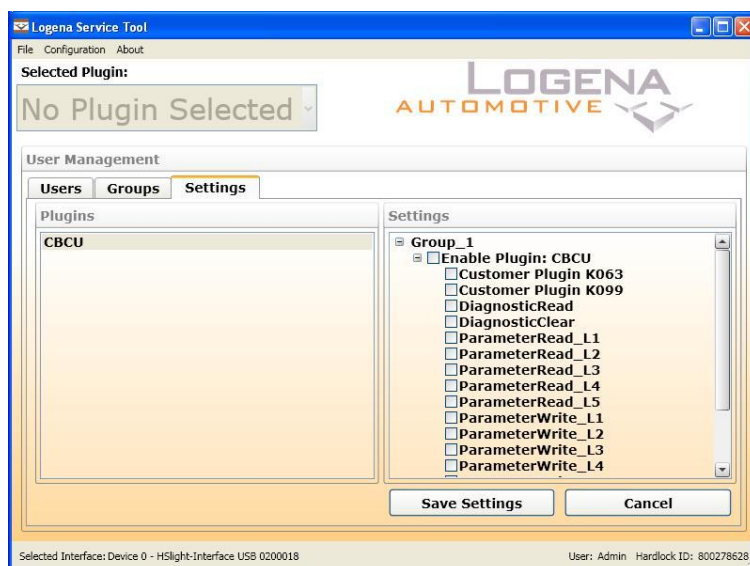 Logena Service Tool
File Configuration About
Selected Plugin:
No Plugin Selected
LOGENA
AUTOMOTIVE
User Management
Users Groups Settings
Plugins
CBCU
Settings
Group_1
Enable Plugin: CBCU
Customer Plugin K063
Customer Plugin K099
DiagnosticRead
DiagnosticClear
ParameterRead_L1
ParameterRead_L2
ParameterRead_L3
ParameterRead_L4
ParameterRead_L5
ParameterWrite_L1
ParameterWrite_L2
ParameterWrite_L3
ParameterWrite_L4
Save Settings Cancel
Selected Interface: Device 0 - HSlight-Interface USB 0200018
User: Admin Hardlock ID: 800278628